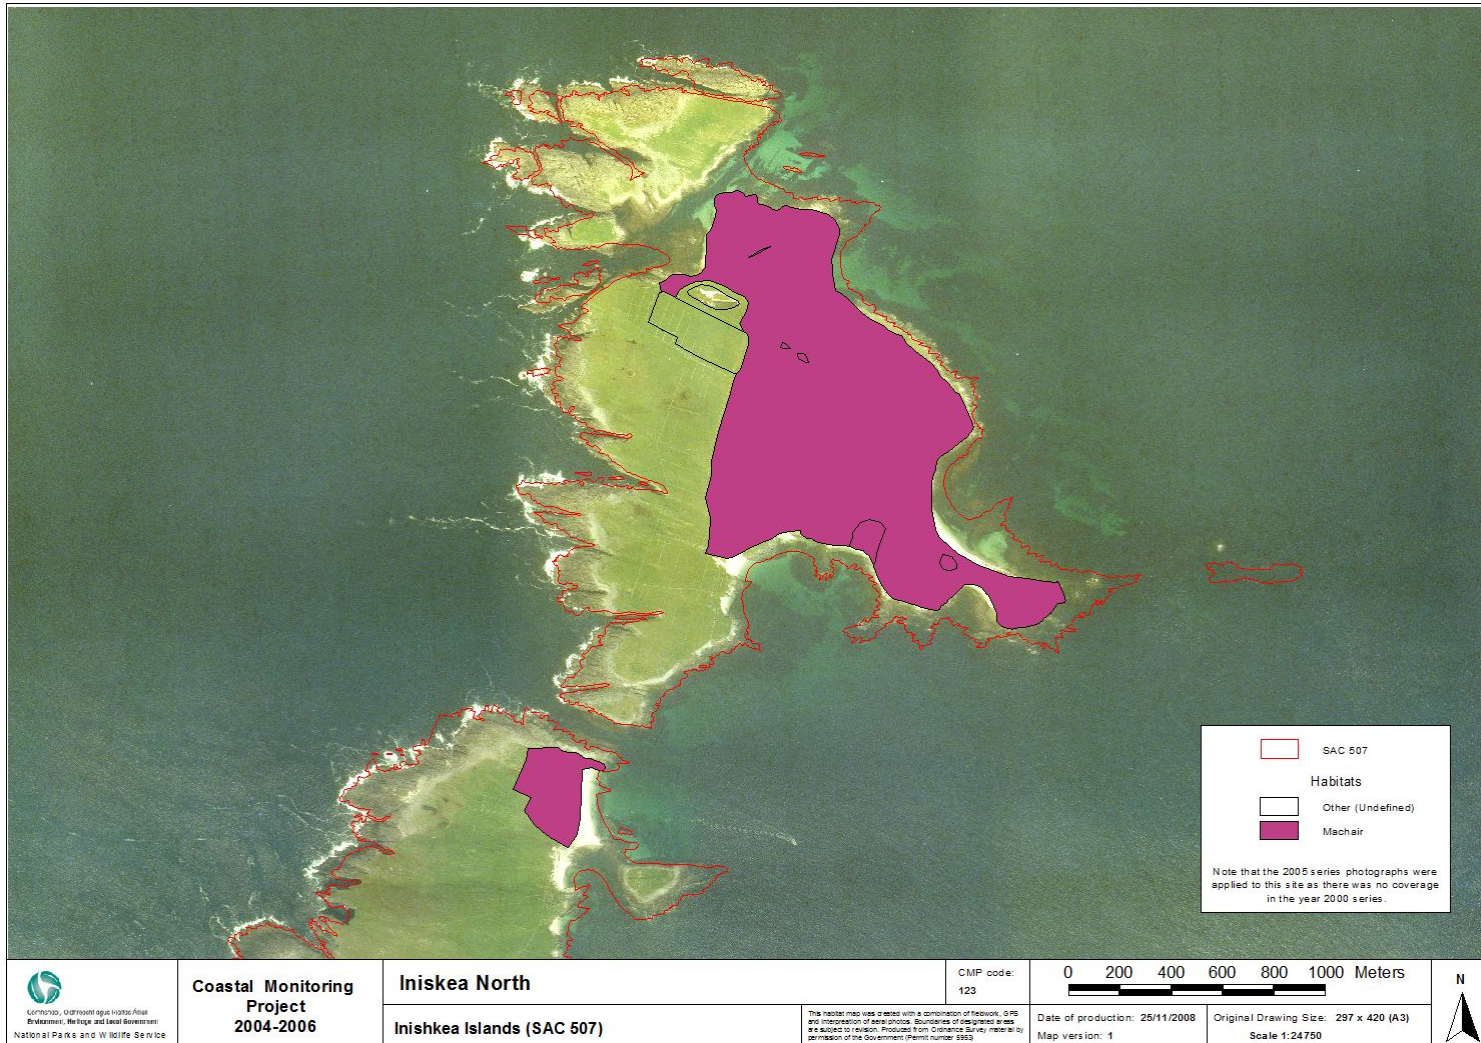 SAC 507
Habitats
Other (Undefined)
Machair
Note that the 2005 series photographs were
applied to this site as there was no coverage
in the year 2000 series.
Environment, Heritage and Local Government
National Parks and Wildlife Service
Coastal Monitoring
Project
2004-2006
Iniskea North
Inishkea Islands (SAC 507)
CMP code:
123
This habitat map was created with a combination of fieldwork, GPS
and interpretation of aerial photos. Boundaries of designated areas
are subject to revision. Produced from Ordnance Survey material by
permission of the Government (Permit number 5953)
0 200 400 600 800 1000 Meters
Date of production: 25/11/2008
Map version: 1
Original Drawing Size: 297 x 420 (A3)
Scale 1:24750
N